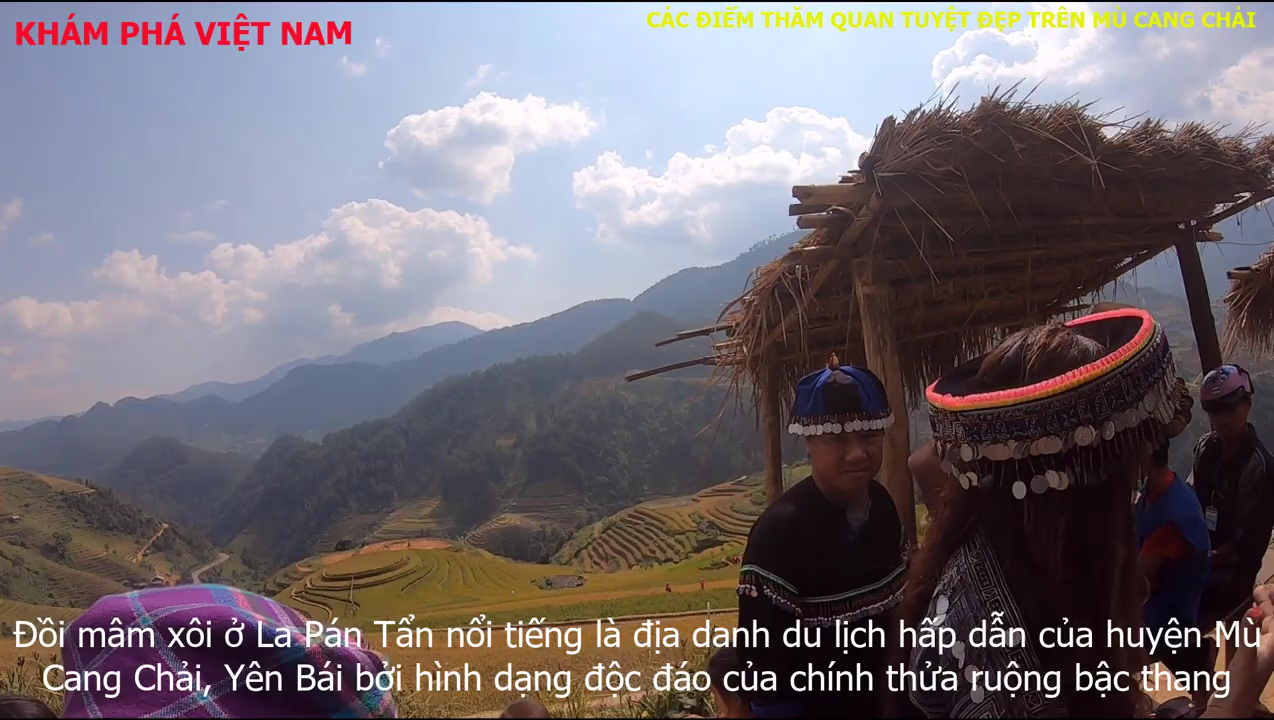 KHÁM PHÁ VIỆT NAM
CÁC ĐIỂM THĂM QUAN TUYỆT ĐẸP TRÊN MÙ CANG CHẢI
Đồi mâm xôi ở La Pán Tẩn nổi tiếng là địa danh du lịch hấp dẫn của huyện Mù
Cang Chải, Yên Bái bởi hình dạng độc đáo của chính thửa ruộng bậc thang